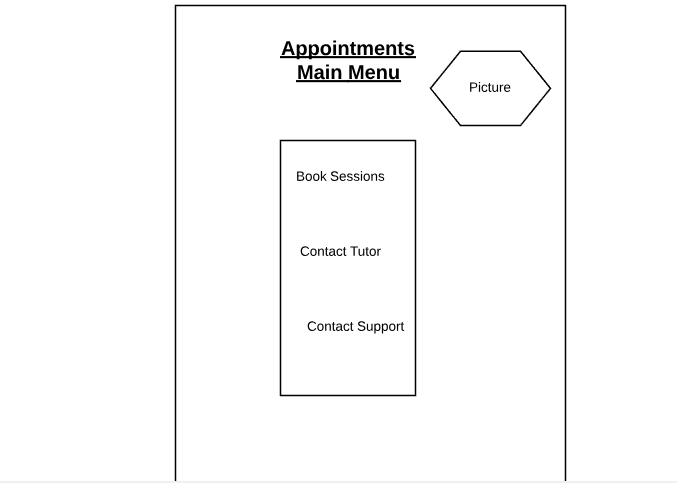 Appointments
Main Menu
Picture
Book Sessions
Contact Tutor
Contact Support